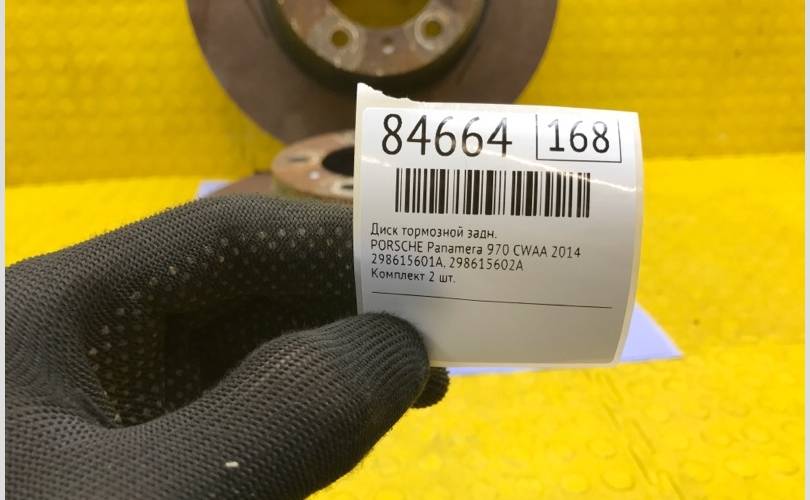 84664 168
Диск тормозной задн.
PORSCHE Panamera 970 CWAA 2014
298615601A, 298615602A
Комплект 2 шт.